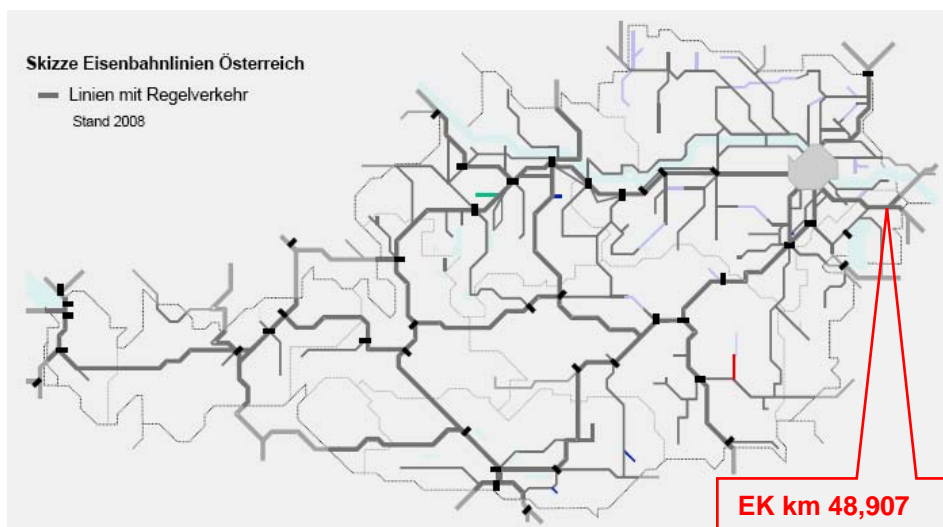 Skizze Eisenbahnlinien Österreich
Linien mit Regelverkehr
Stand 2008
EK km 48,907